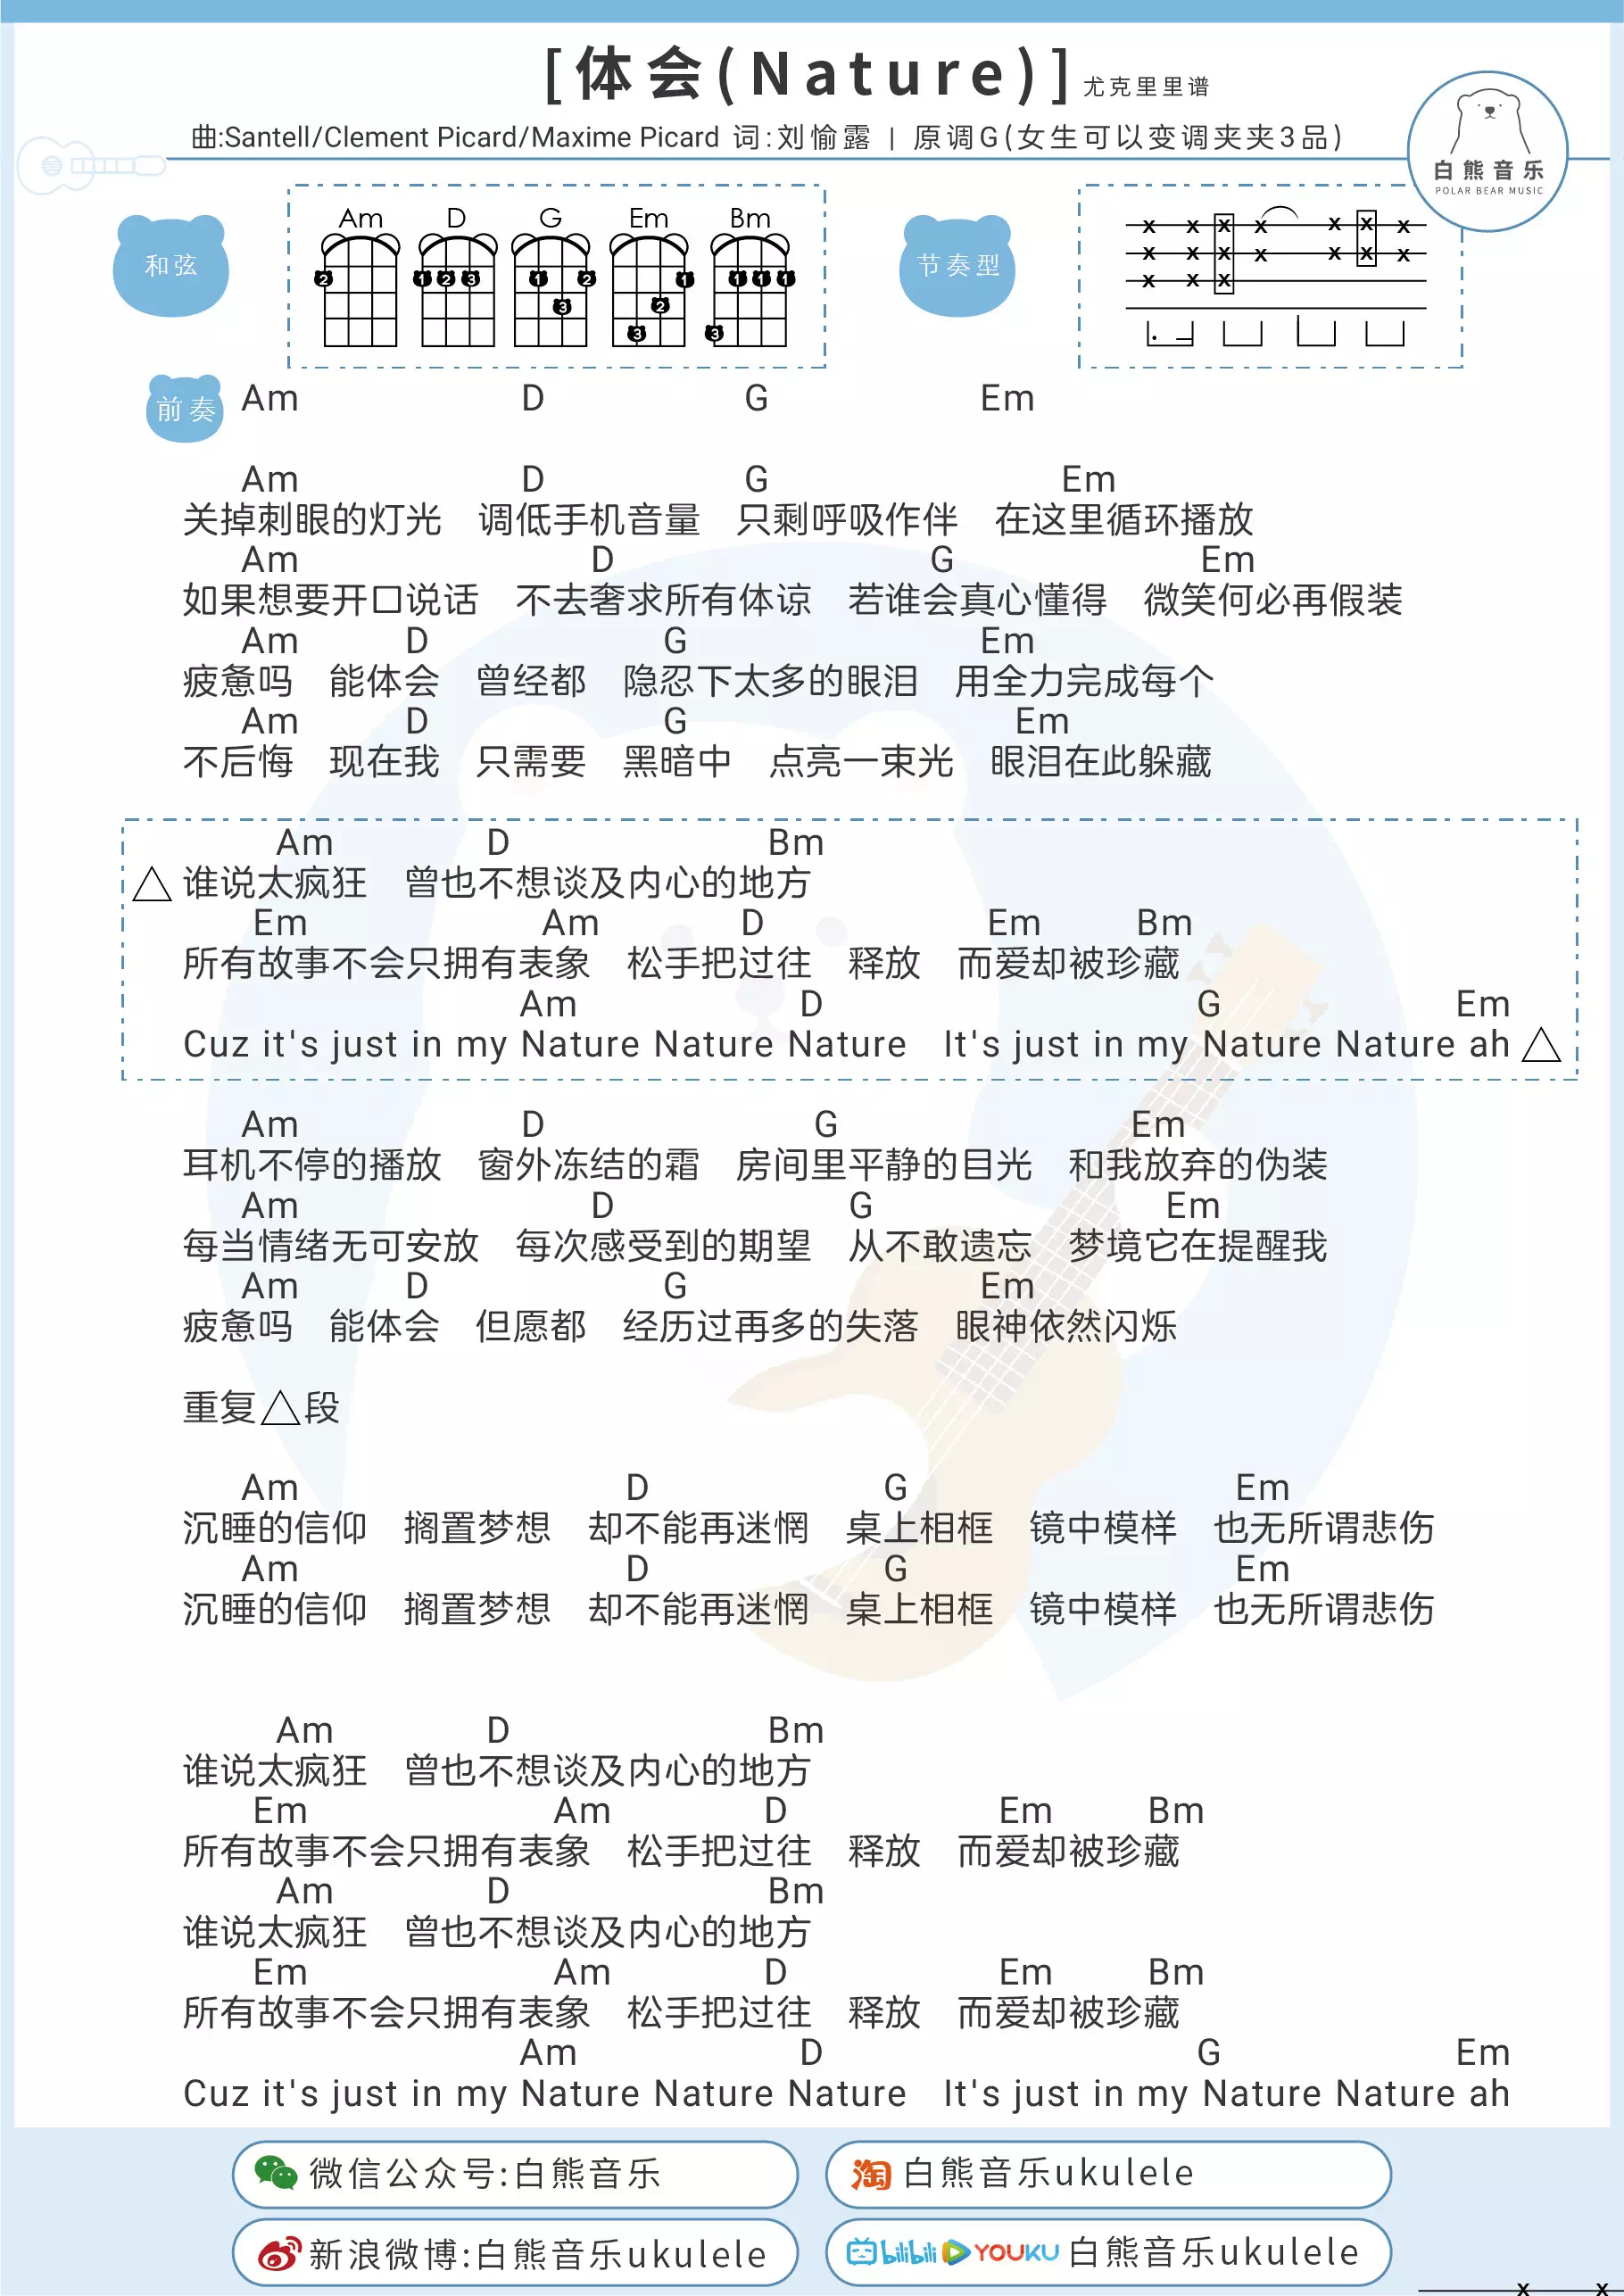 [体会(Nature)]尤克里里谱
曲:Santell/Clement Picard/Maxime Picard 词:刘愉露 | 原调G(女生可以变调夹夹3品)
白熊音乐
POLAR BEAR MUSIC
和弦
Am D G Em Bm
2 1 2 3 1 2 3 1 2 3 1 1 1 3
节奏型
前奏 Am D G Em
Am D G Em
关掉刺眼的灯光 调低手机音量 只剩呼吸作伴 在这里循环播放
Am D G Em
如果想要开口说话 不去奢求所有体谅 若谁会真心懂得 微笑何必再假装
Am D G Em
疲惫吗 能体会 曾经都 隐忍下太多的眼泪 用全力完成每个
Am D G Em
不后悔 现在我 只需要 黑暗中 点亮一束光 眼泪在此躲藏
Am D Bm
△ 谁说太疯狂 曾也不想谈及内心的地方
Em Am D Em Bm
所有故事不会只拥有表象 松手把过往 释放 而爱却被珍藏
Am D G Em
Cuz it's just in my Nature Nature Nature It's just in my Nature Nature ah △
Am D G Em
耳机不停的播放 窗外冻结的霜 房间里平静的目光 和我放弃的伪装
Am D G Em
每当情绪无可安放 每次感受到的期望 从不敢遗忘 梦境它在提醒我
Am D G Em
疲惫吗 能体会 但愿都 经历过再多的失落 眼神依然闪烁
重复△段
Am D G Em
沉睡的信仰 搁置梦想 却不能再迷惘 桌上相框 镜中模样 也无所谓悲伤
Am D G Em
沉睡的信仰 搁置梦想 却不能再迷惘 桌上相框 镜中模样 也无所谓悲伤
Am D Bm
谁说太疯狂 曾也不想谈及内心的地方
Em Am D Em Bm
所有故事不会只拥有表象 松手把过往 释放 而爱却被珍藏
Am D Bm
谁说太疯狂 曾也不想谈及内心的地方
Em Am D Em Bm
所有故事不会只拥有表象 松手把过往 释放 而爱却被珍藏
Am D G Em
Cuz it's just in my Nature Nature Nature It's just in my Nature Nature ah
微信公众号:白熊音乐
淘 白熊音乐ukulele
新浪微博:白熊音乐ukulele
bilibili YOUKU 白熊音乐ukulele